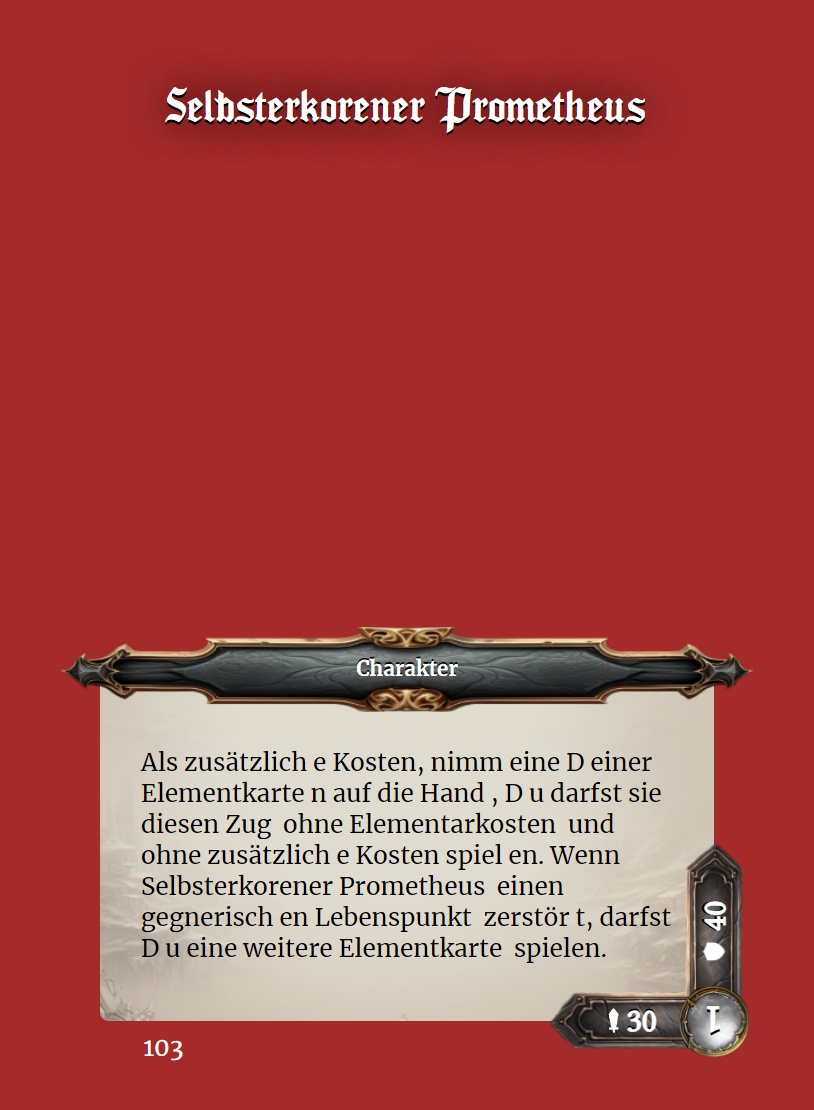 Selbsterkorener Prometheus
Charakter
Als zusätzlich e Kosten, nimm eine D einer
Elementkarte n auf die Hand , D u darfst sie
diesen Zug  ohne Elementarkosten  und
ohne zusätzlich e Kosten spiel en. Wenn
Selbsterkorener Prometheus  einen
gegnerisch en Lebenspunkt  zerstör t, darfst
D u eine weitere Elementkarte  spielen.
40
30
1
103